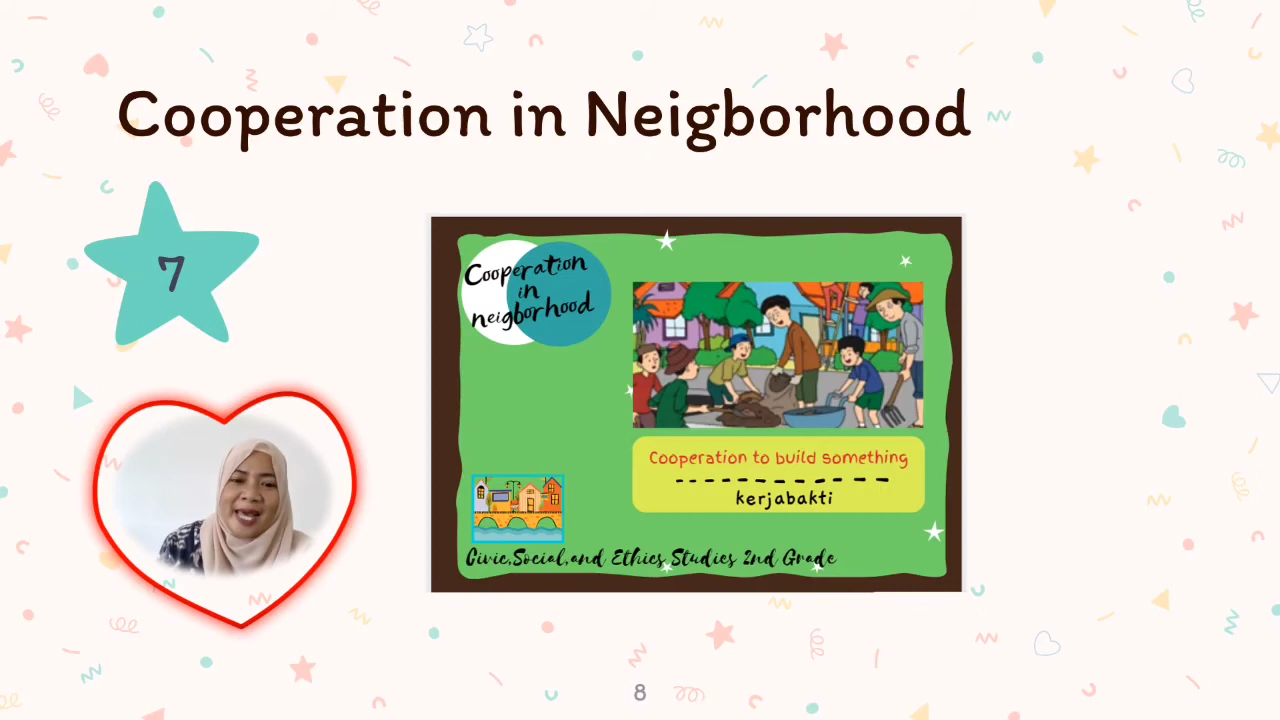 Cooperation in Neigborhood
7
Cooperation
in
neigborhood
Cooperation to build something
kerjabakti
Civic,Social,and Ethics Studies 2nd Grade
8